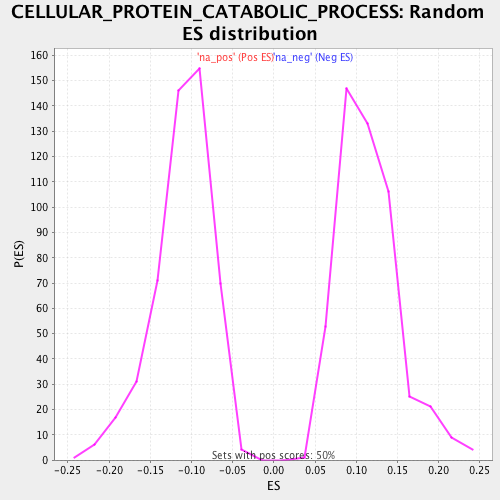 CELLULAR_PROTEIN_CATABOLIC_PROCESS: Random
ES distribution
'na_pos' (Pos ES)'na_neg' (Neg ES)
160
150
140
130
120
110
100
90
80
70
60
50
40
30
20
10
0
P(ES)
Sets with pos scores: 50%
-0.25 -0.20 -0.15 -0.10 -0.05 0.00 0.05 0.10 0.15 0.20 0.25
ES